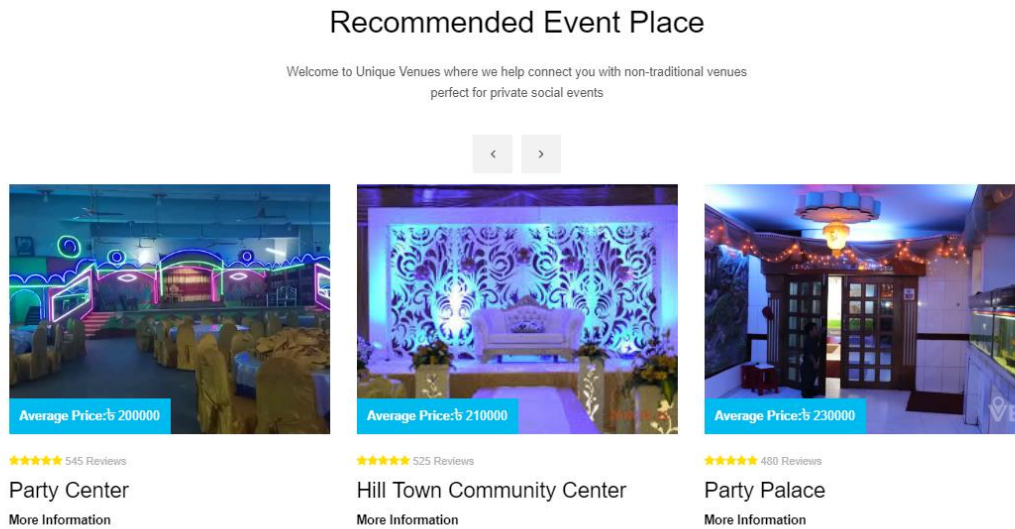 Recommended Event Place
Welcome to Unique Venues where we help connect you with non-traditional venues
perfect for private social events
Average Price:৳ 200000
Average Price:৳ 210000
Average Price:৳ 230000
545 Reviews
525 Reviews
480 Reviews
Party Center
Hill Town Community Center
Party Palace
More Information
More Information
More Information